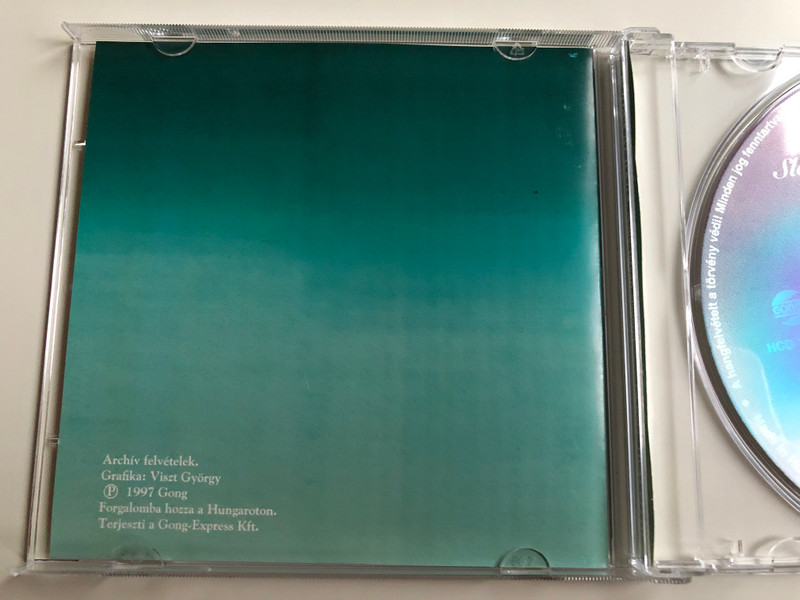 Archív felvételek.
Grafika: Viszt György
Ⓟ 1997 Gong
Forgalomba hozza a Hungaroton.
Terjeszti a Gong-Express Kft.
A hangfelvételt a törvény védi! Minden jog fenntartva
HCD